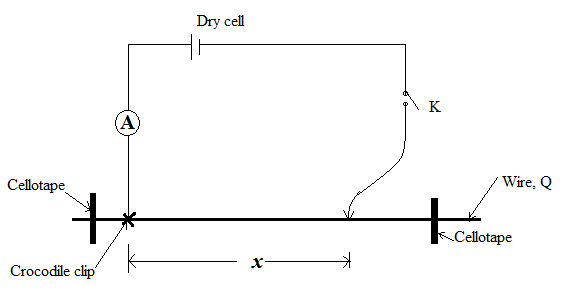 Dry cell
K
A
Cellotape
Wire, Q
Cellotape
Crocodile clip
x